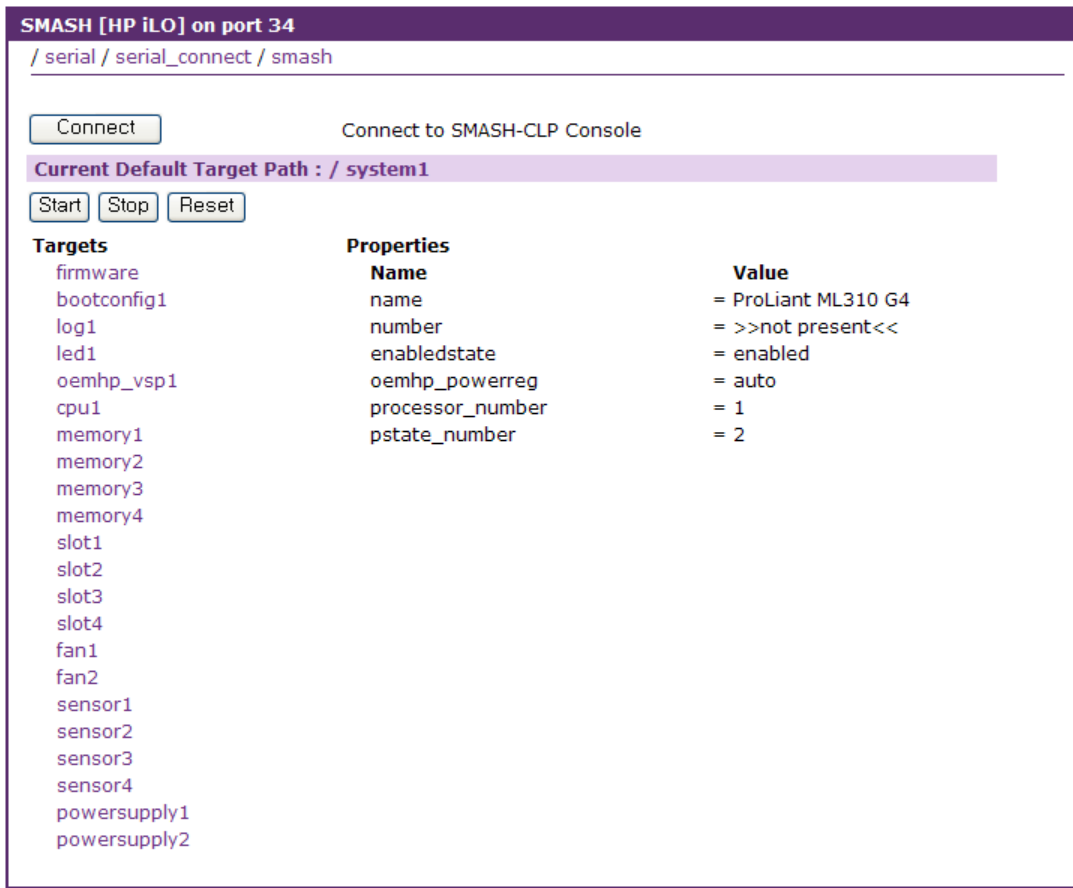 SMASH [HP iLO] on port 34
/ serial / serial_connect / smash
Connect Connect to SMASH-CLP Console
Current Default Target Path : / system1
Start Stop Reset
Targets Properties
firmware Name Value
bootconfig1 name = ProLiant ML310 G4
log1 number = >>not present<<
led1 enabledstate = enabled
oemhp_vsp1 oemhp_powerreg = auto
cpu1 processor_number = 1
memory1 pstate_number = 2
memory2
memory3
memory4
slot1
slot2
slot3
slot4
fan1
fan2
sensor1
sensor2
sensor3
sensor4
powersupply1
powersupply2